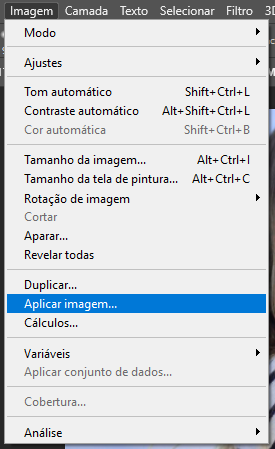 Imagem Camada Texto Selecionar Filtro 3D
Modo
Ajustes
Tom automático Shift+Ctrl+L
Contraste automático Alt+Shift+Ctrl+L
Cor automática Shift+Ctrl+B
Tamanho da imagem... Alt+Ctrl+I
Tamanho da tela de pintura... Alt+Ctrl+C
Rotação de imagem
Cortar
Aparar...
Revelar todas
Duplicar...
Aplicar imagem...
Cálculos...
Variáveis
Aplicar conjunto de dados...
Cobertura...
Análise